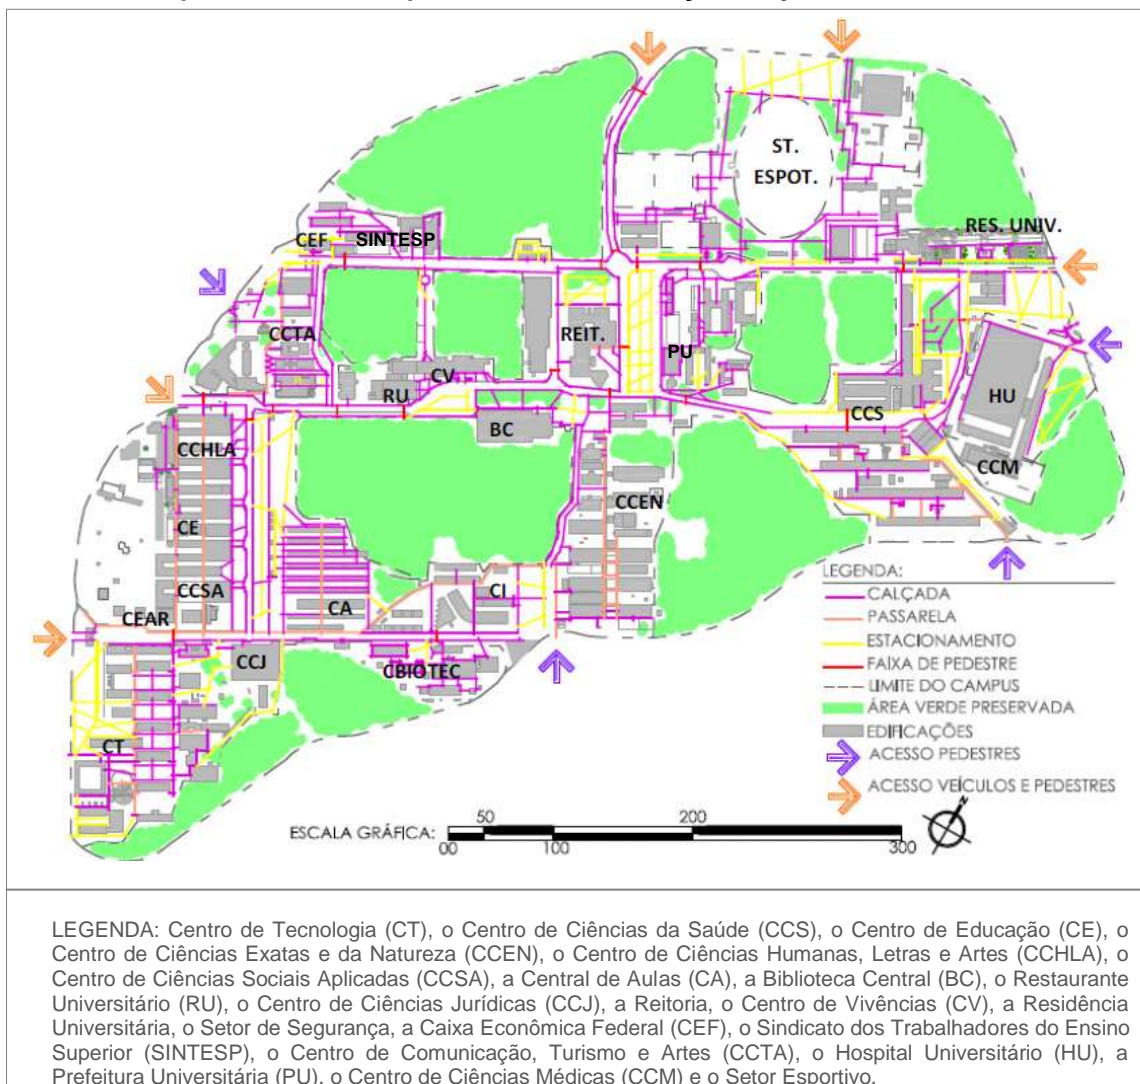 ST.
ESPOT.
RES. UNIV.
CEF
SINTESP
CCTA
REIT.
PU
CV
RU
HU
CCS
BC
CCHLA
CCM
CCEN
CE
CCSA
CI
CA
CEAR
CCJ
CBIOTEC
CT
LEGENDA:
CALÇADA
PASSARELA
ESTACIONAMENTO
FAÍXA DE PEDESTRE
LIMITE DO CAMPUS
ÁREA VERDE PRESERVADA
EDIFICAÇÕES
ACESSO PEDESTRES
ACESSO VEÍCULOS E PEDESTRES
N
50 200
ESCALA GRÁFICA:
00 100 300
LEGENDA: Centro de Tecnologia (CT), o Centro de Ciências da Saúde (CCS), o Centro de Educação (CE), o
Centro de Ciências Exatas e da Natureza (CCEN), o Centro de Ciências Humanas, Letras e Artes (CCHLA), o
Centro de Ciências Sociais Aplicadas (CCSA), a Central de Aulas (CA), a Biblioteca Central (BC), o Restaurante
Universitário (RU), o Centro de Ciências Jurídicas (CCJ), a Reitoria, o Centro de Vivências (CV), a Residência
Universitária, o Setor de Segurança, a Caixa Econômica Federal (CEF), o Sindicato dos Trabalhadores do Ensino
Superior (SINTESP), o Centro de Comunicação, Turismo e Artes (CCTA), o Hospital Universitário (HU), a
Prefeitura Universitária (PU), o Centro de Ciências Médicas (CCM) e o Setor Esportivo.